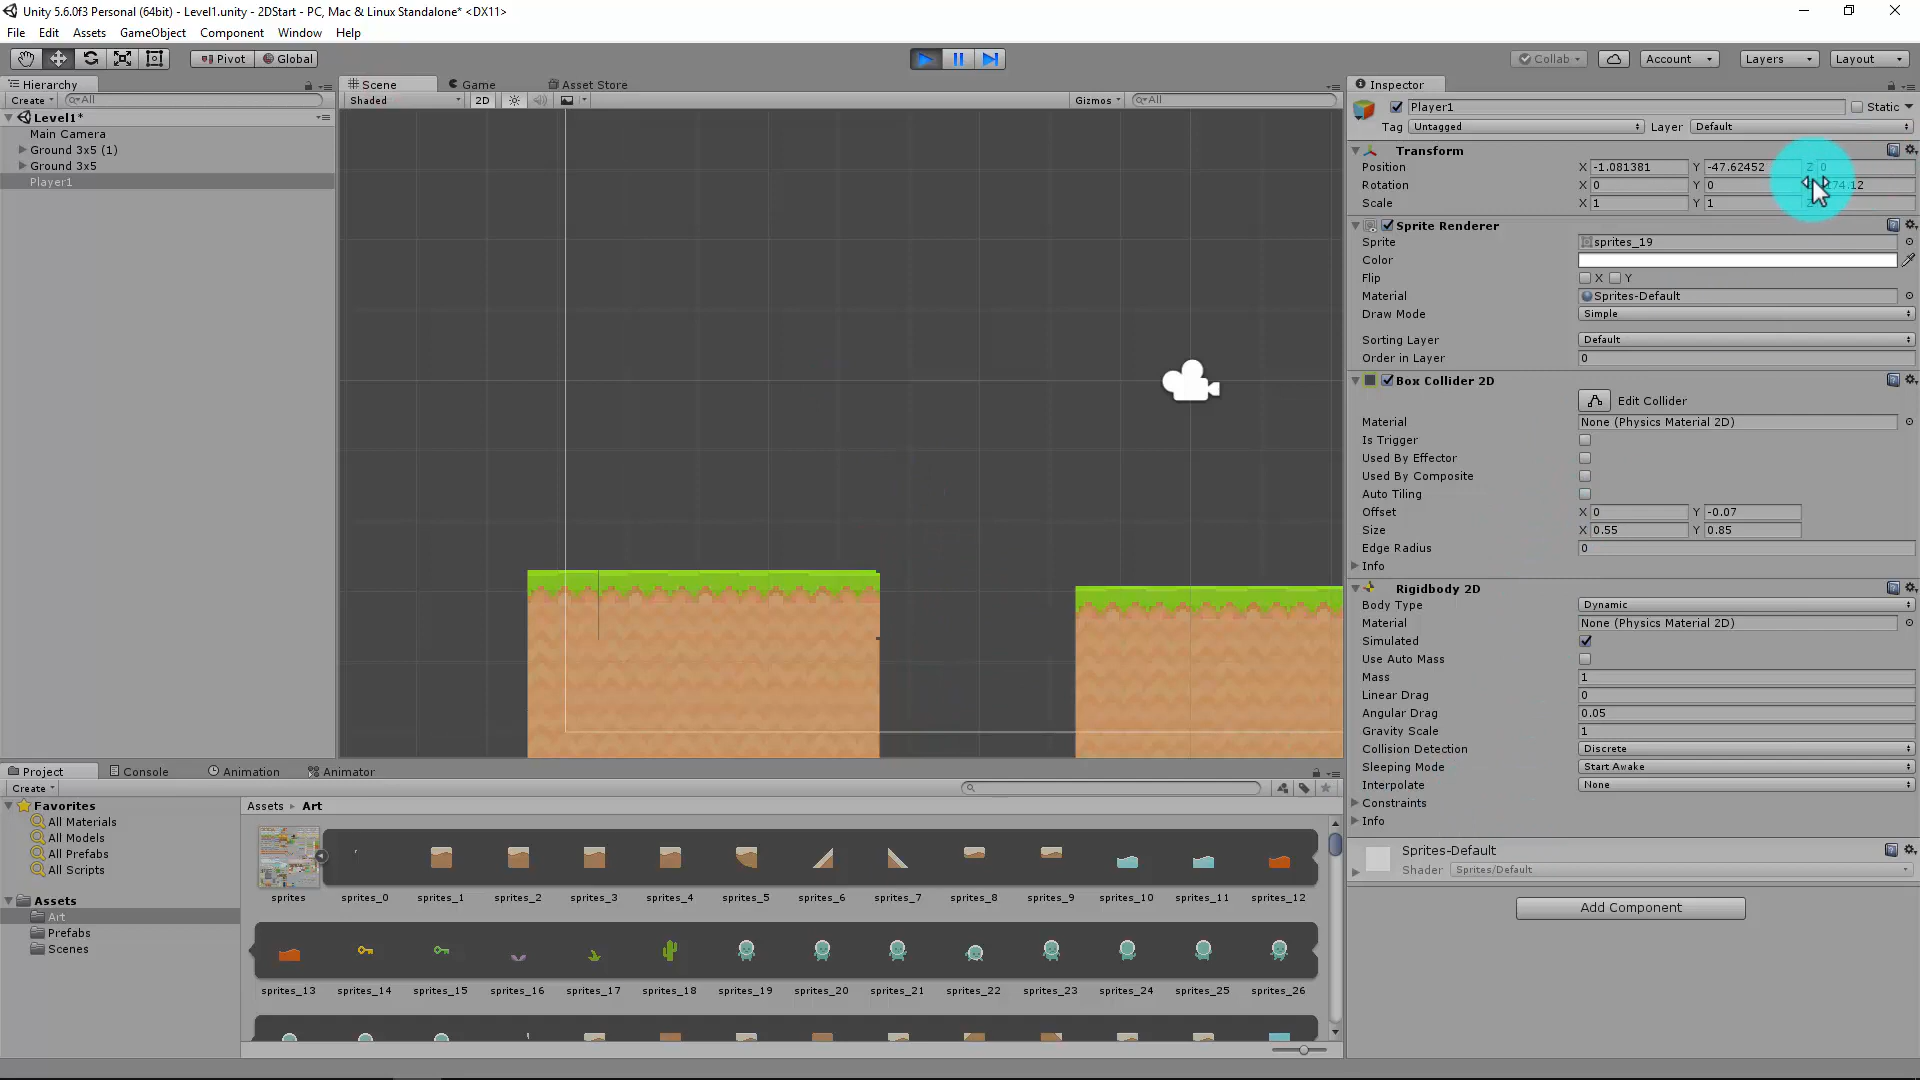 Unity 5.6.0f3 Personal (64bit) - Level1.unity - 2DStart - PC, Mac & Linux Standalone* <DX11>
File Edit Assets GameObject Component Window Help
Pivot Global Collab Account Layers Layout
Hierarchy
Create All
Level1*
Main Camera
Ground 3x5 (1)
Ground 3x5
Player1
Scene Game Asset Store
Shaded 2D Gizmos All
Inspector
Player1 Static
Tag Untagged Layer Default
Transform
Position X -1.081381 Y -47.62452 Z 0
Rotation X 0 Y 0 74.12
Scale X 1 Y 1
Sprite Renderer
Sprite sprites_19
Color
Flip X Y
Material Sprites-Default
Draw Mode Simple
Sorting Layer Default
Order in Layer 0
Box Collider 2D
Edit Collider
Material None (Physics Material 2D)
Is Trigger
Used By Effector
Used By Composite
Auto Tiling
Offset X 0 Y -0.07
Size X 0.55 Y 0.85
Edge Radius 0
Info
Rigidbody 2D
Body Type Dynamic
Material None (Physics Material 2D)
Simulated
Use Auto Mass
Mass 1
Linear Drag 0
Angular Drag 0.05
Gravity Scale 1
Collision Detection Discrete
Sleeping Mode Start Awake
Interpolate None
Constraints
Info
Sprites-Default
Shader Sprites/Default
Add Component
Project Console Animation Animator
Create
Favorites
All Materials
All Models
All Prefabs
All Scripts
Assets
Art
Prefabs
Scenes
Assets Art
sprites sprites_0 sprites_1 sprites_2 sprites_3 sprites_4 sprites_5 sprites_6 sprites_7 sprites_8 sprites_9 sprites_10 sprites_11 sprites_12
sprites_13 sprites_14 sprites_15 sprites_16 sprites_17 sprites_18 sprites_19 sprites_20 sprites_21 sprites_22 sprites_23 sprites_24 sprites_25 sprites_26